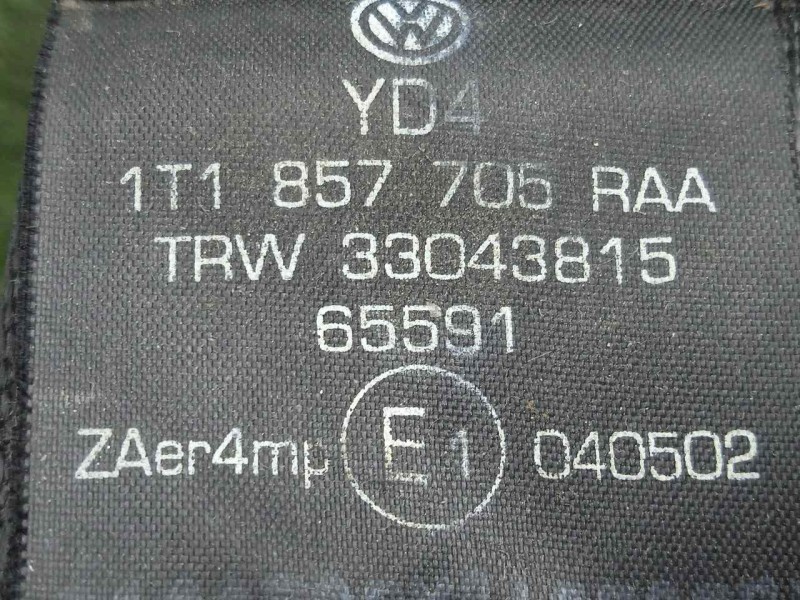 YD4
1T1 857 705 RAA
TRW 33043815
65591
ZAer4mp E1 040502